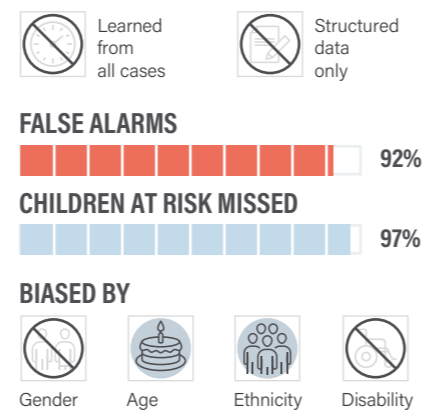 Learned
from
all cases
Structured
data
only
FALSE ALARMS
92%
CHILDREN AT RISK MISSED
97%
BIASED BY
Gender
Age
Ethnicity
Disability